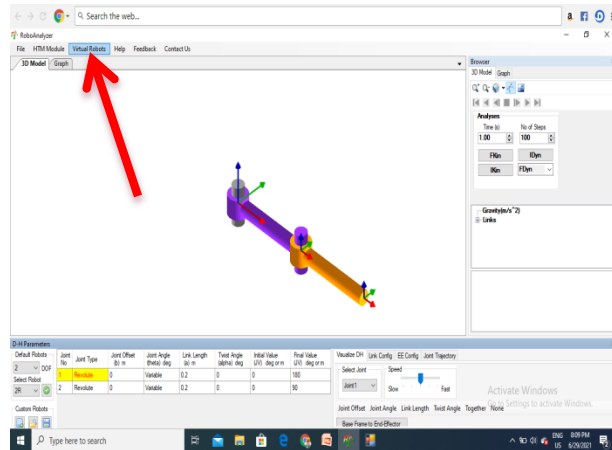 Search the web...
RoboAnalyzer
File HTM Module Virtual Robots Help Feedback Contact Us
3D Model Graph
Browser
3D Model Graph
Analyses
Time (s) No of Steps
1.00 100
FKin IDyn
IKin FDyn
Gravity(m/s^2)
Links
D-H Parameters
Default Robots
2 DOF
Select Robot
2R
Custom Robots
Joint No Joint Type Joint Offset (b) m Joint Angle (theta) deg Link Length (a) m Twist Angle (alpha) deg Initial Value (JV) deg or m Final Value (JV) deg or m
1 Revolute 0 Variable 0.2 0 0 180
2 Revolute 0 Variable 0.2 0 0 90
Visualize DH Link Config EE Config Joint Trajectory
Select Joint Speed
Joint1 Slow Fast
Joint Offset Joint Angle Link Length Twist Angle Together None
Base Frame to End-Effector
Activate Windows
Go to Settings to activate Windows.
Type here to search
ENG 8:09 PM
US 6/29/2021